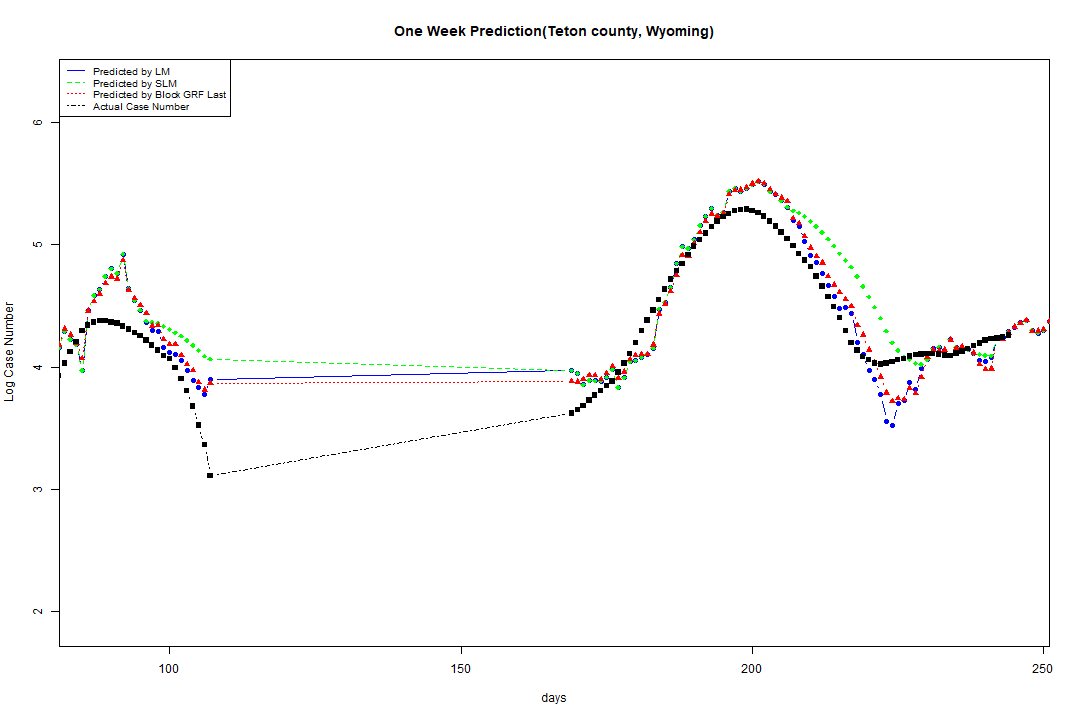 One Week Prediction(Teton county, Wyoming)
Predicted by LM
Predicted by SLM
Predicted by Block GRF Last
Actual Case Number
6
5
4
3
2
Log Case Number
100
150
200
250
days